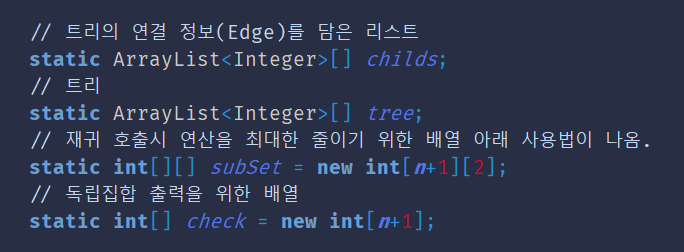 // 트리의 연결 정보(Edge)를 담은 리스트
static ArrayList<Integer>[] childs;
// 트리
static ArrayList<Integer>[] tree;
// 재귀 호출시 연산을 최대한 줄이기 위한 배열 아래 사용법이 나옴.
static int[][] subSet = new int[n+1][2];
// 독립집합 출력을 위한 배열
static int[] check = new int[n+1];